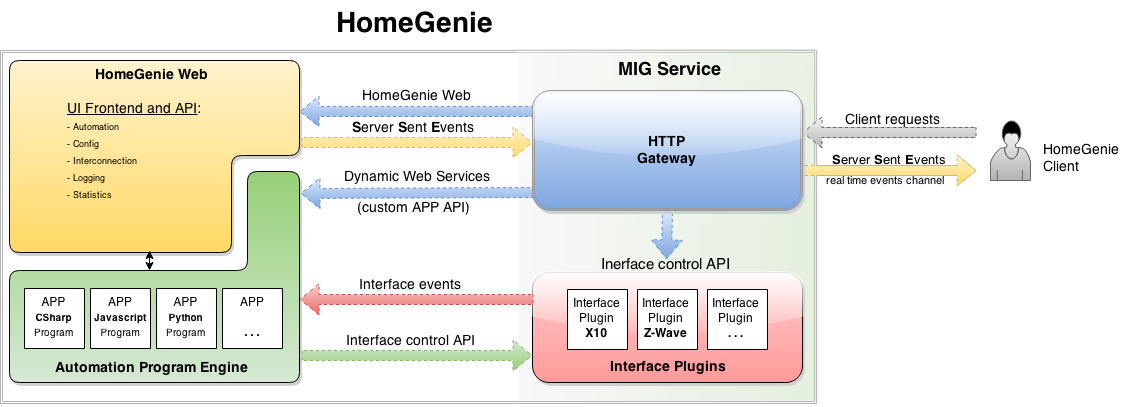 HomeGenie
HomeGenie Web
UI Frontend and API:
- Automation
- Config
- Interconnection
- Logging
- Statistics
APP
CSharp
Program
APP
Javascript
Program
APP
Python
Program
APP
...
Automation Program Engine
HomeGenie Web
Server Sent Events
Dynamic Web Services
(custom APP API)
Interface events
Interface control API
MIG Service
HTTP
Gateway
Inerface control API
Interface
Plugin
X10
Interface
Plugin
Z-Wave
Interface
Plugin
...
Interface Plugins
Client requests
Server Sent Events
real time events channel
HomeGenie
Client